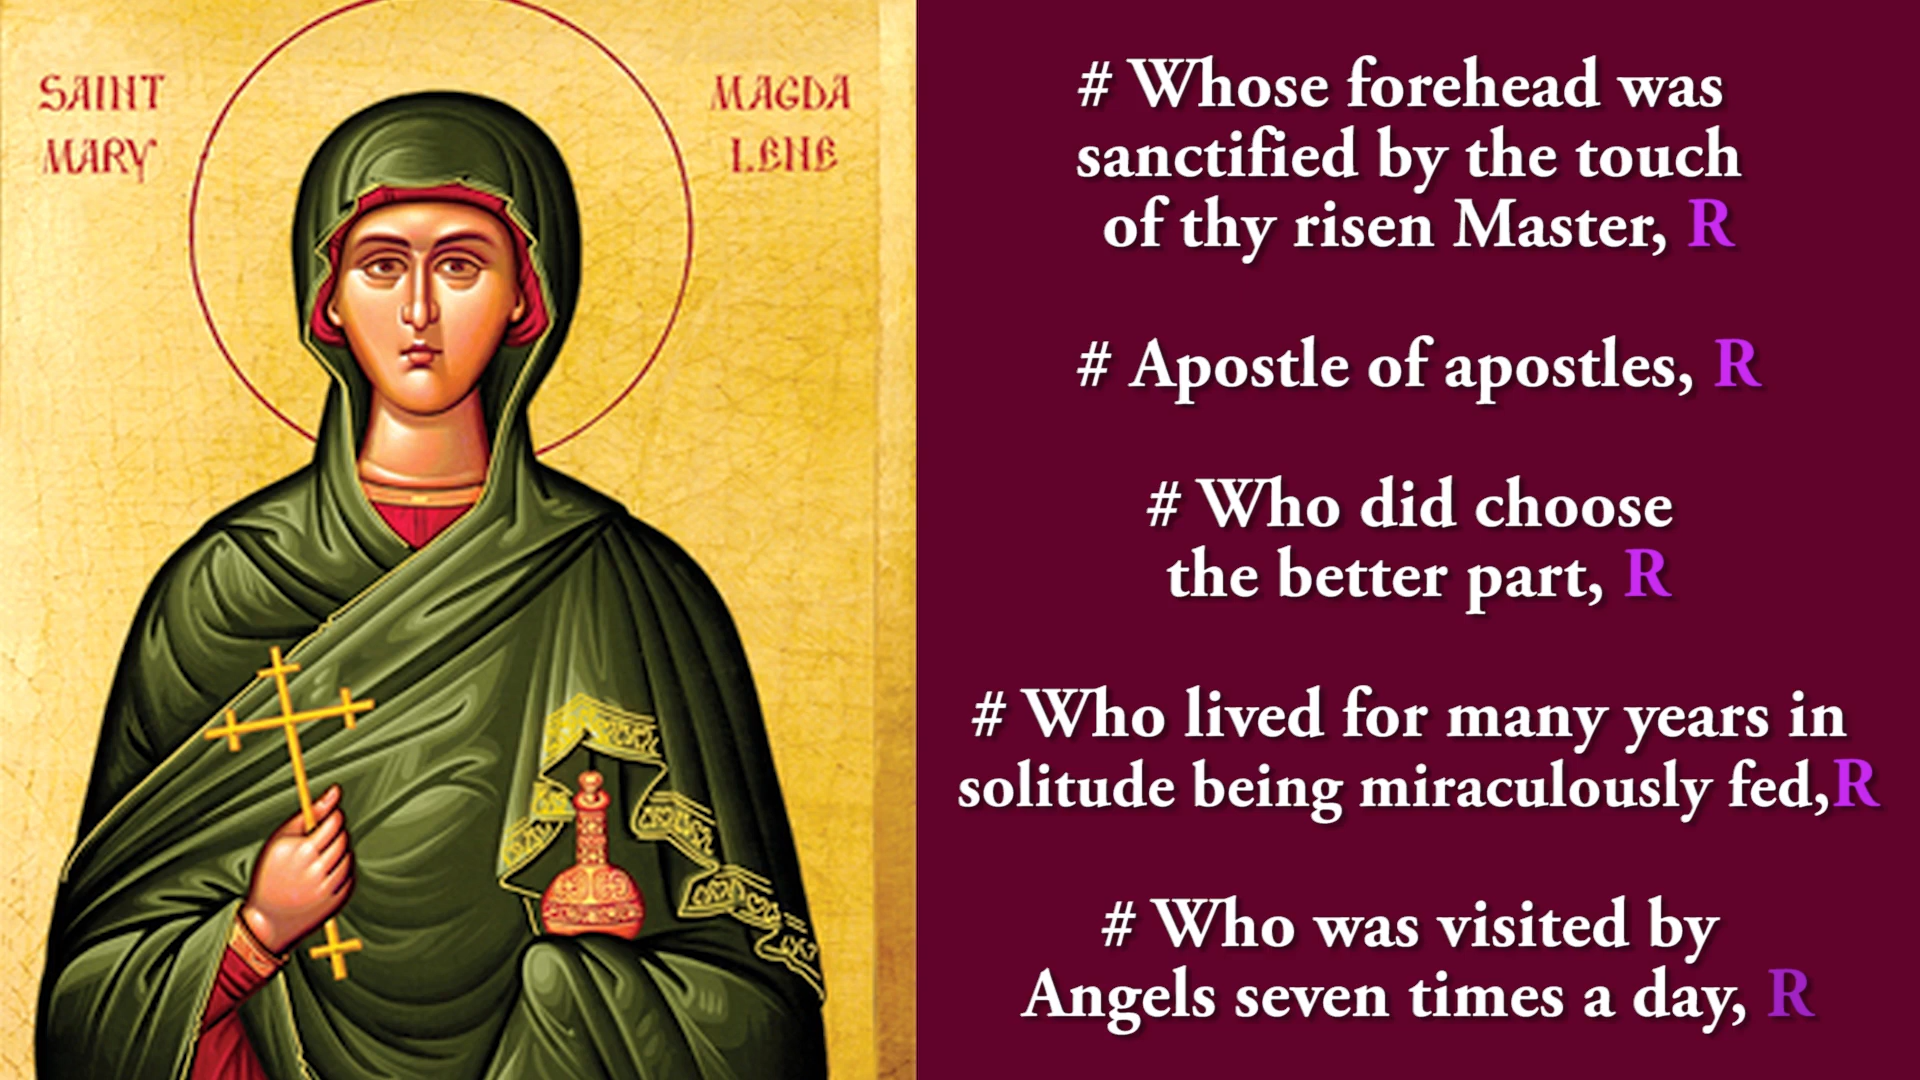 SAINT
MARY
MAGDA
LENE
# Whose forehead was
sanctified by the touch
of thy risen Master, R
# Apostle of apostles, R
# Who did choose
the better part, R
# Who lived for many years in
solitude being miraculously fed,R
# Who was visited by
Angels seven times a day, R